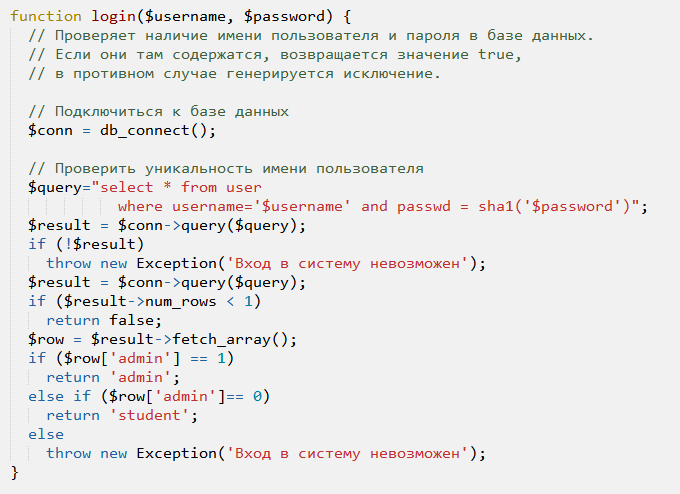 function login($username, $password) {
// Проверяет наличие имени пользователя и пароля в базе данных.
// Если они там содержатся, возвращается значение true,
// в противном случае генерируется исключение.
// Подключиться к базе данных
$conn = db_connect();
// Проверить уникальность имени пользователя
$query="select * from user
where username='$username' and passwd = sha1('$password')";
$result = $conn->query($query);
if (!$result)
throw new Exception('Вход в систему невозможен');
$result = $conn->query($query);
if ($result->num_rows < 1)
return false;
$row = $result->fetch_array();
if ($row['admin'] == 1)
return 'admin';
else if ($row['admin']== 0)
return 'student';
else
throw new Exception('Вход в систему невозможен');
}